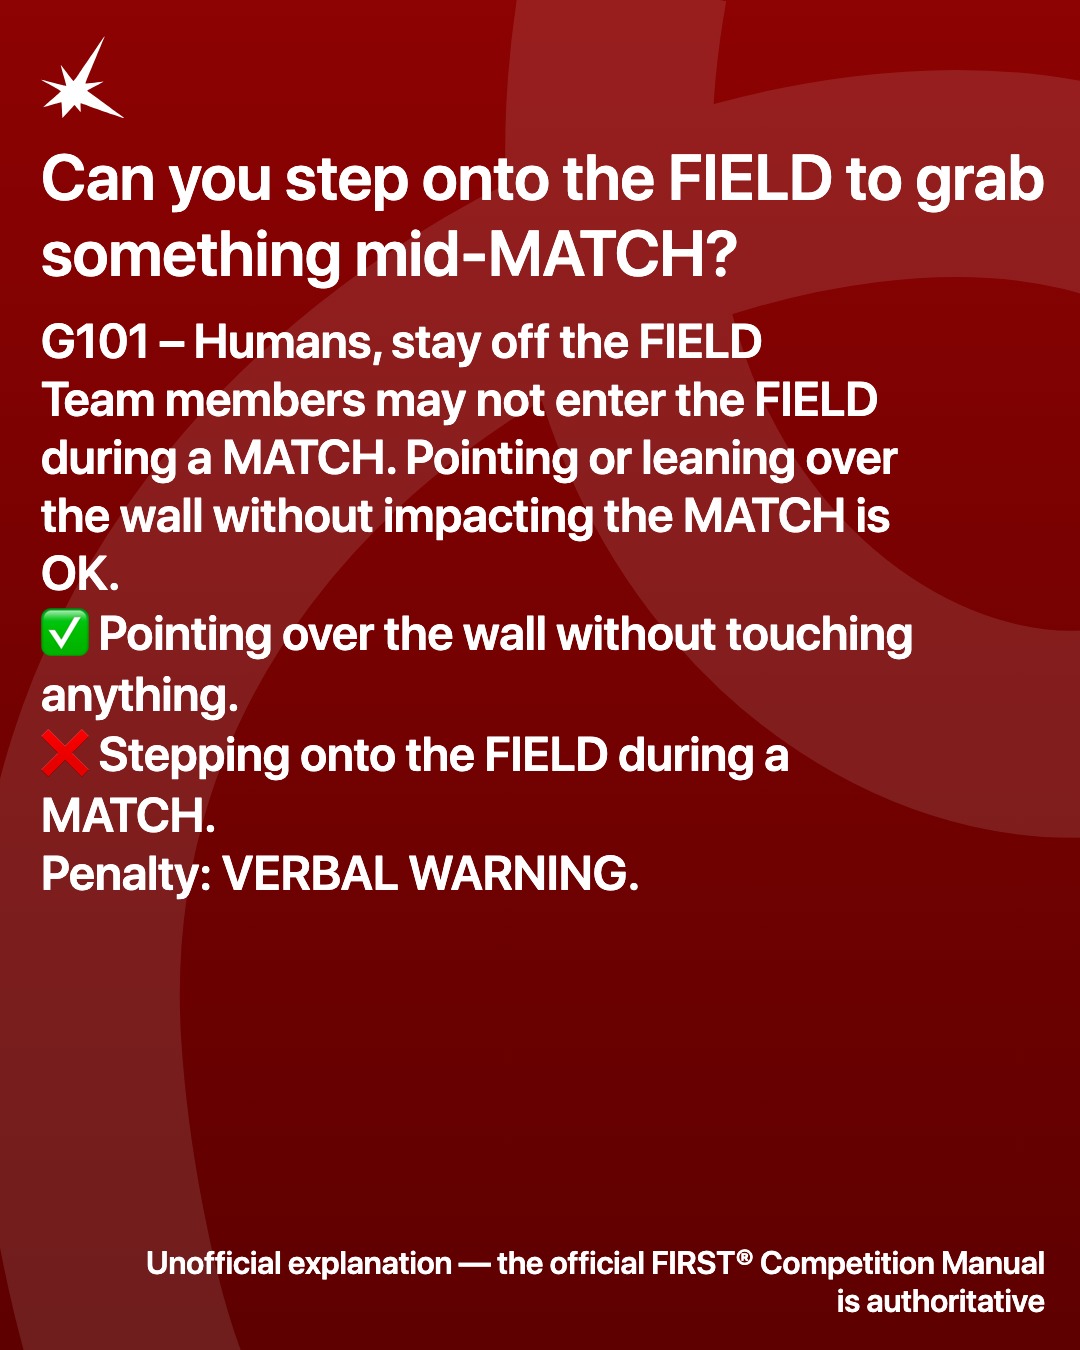 Can you step onto the FIELD to grab
something mid-MATCH?
G101 – Humans, stay off the FIELD
Team members may not enter the FIELD
during a MATCH. Pointing or leaning over
the wall without impacting the MATCH is
OK.
✅ Pointing over the wall without touching
anything.
❌ Stepping onto the FIELD during a
MATCH.
Penalty: VERBAL WARNING.
Unofficial explanation — the official FIRST® Competition Manual
is authoritative